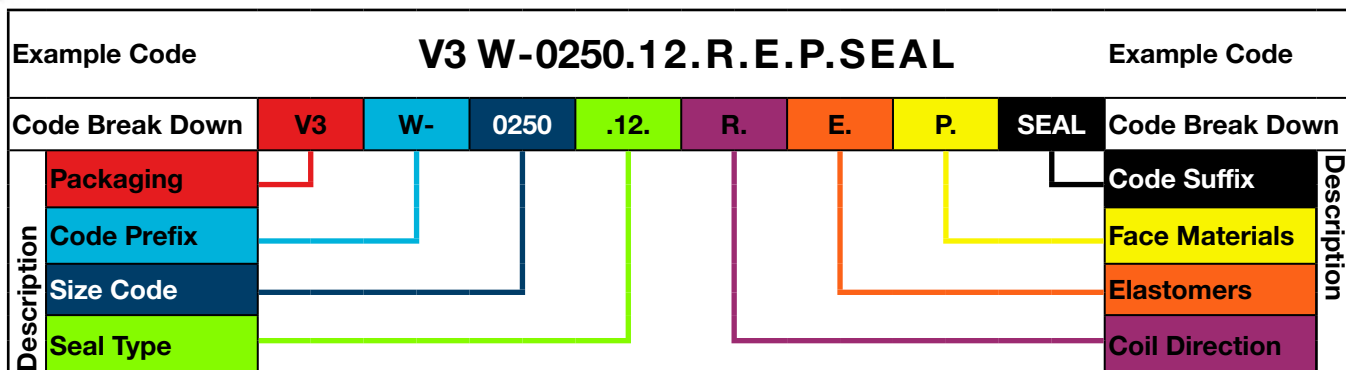 Example Code V3 W-0250.12.R.E.P.SEAL Example Code
Code Break Down V3 W- 0250 .12. R. E. P. SEAL Code Break Down
Description
Packaging Code Suffix
Code Prefix Face Materials
Size Code Elastomers
Seal Type Coil Direction
Description